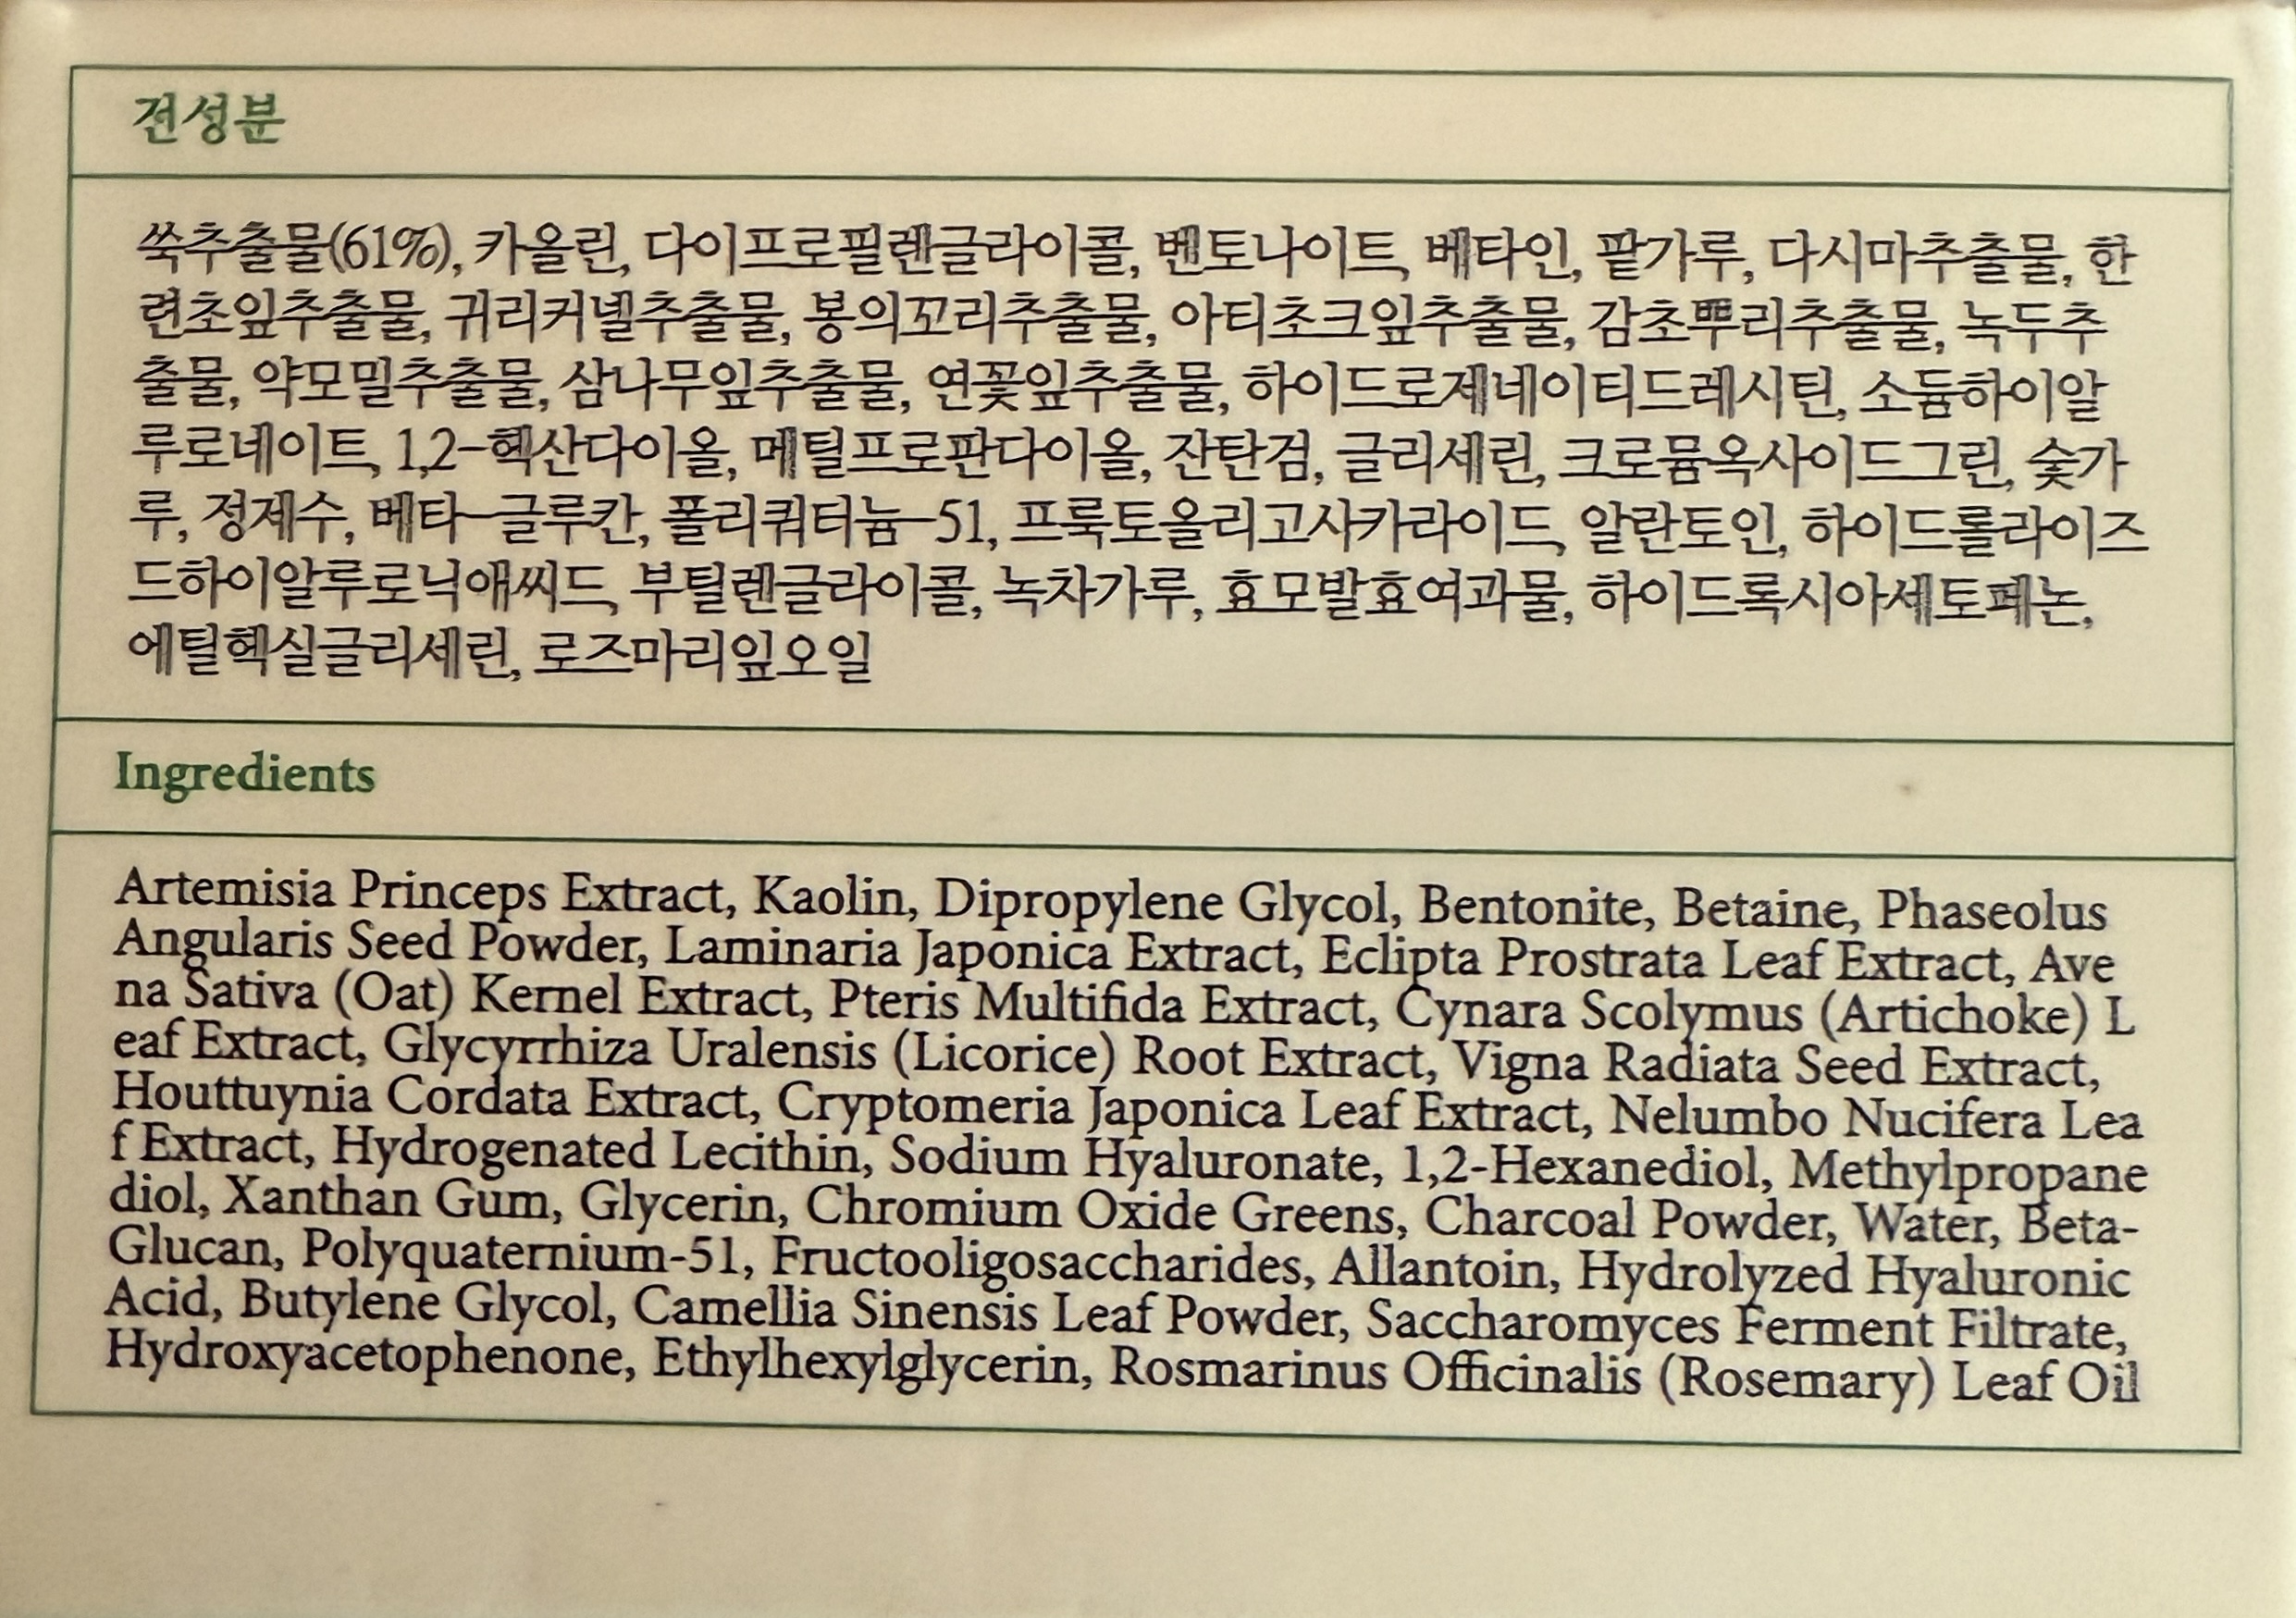 전성분
쑥추출물(61%), 카올린, 다이프로필렌글라이콜, 벤토나이트, 베타인, 팥가루, 다시마추출물, 한
련초잎추출물, 귀리커넬추출물, 봉의꼬리추출물, 아티초크잎추출물, 감초뿌리추출물, 녹두추
출물, 약모밀추출물, 삼나무잎추출물, 연꽃잎추출물, 하이드로제네이티드레시틴, 소듐하이알
루로네이트, 1,2-헥산다이올, 메틸프로판다이올, 잔탄검, 글리세린, 크로뮴옥사이드그린, 숯가
루, 정제수, 베타-글루칸, 폴리쿼터늄-51, 프룩토올리고사카라이드, 알란토인, 하이드롤라이즈
드하이알루로닉애씨드, 부틸렌글라이콜, 녹차가루, 효모발효여과물, 하이드록시아세토페논,
에틸헥실글리세린, 로즈마리잎오일
Ingredients
Artemisia Princeps Extract, Kaolin, Dipropylene Glycol, Bentonite, Betaine, Phaseolus
Angularis Seed Powder, Laminaria Japonica Extract, Eclipta Prostrata Leaf Extract, Ave
na Sativa (Oat) Kernel Extract, Pteris Multifida Extract, Cynara Scolymus (Artichoke) L
eaf Extract, Glycyrrhiza Uralensis (Licorice) Root Extract, Vigna Radiata Seed Extract,
Houttuynia Cordata Extract, Cryptomeria Japonica Leaf Extract, Nelumbo Nucifera Lea
f Extract, Hydrogenated Lecithin, Sodium Hyaluronate, 1,2-Hexanediol, Methylpropane
diol, Xanthan Gum, Glycerin, Chromium Oxide Greens, Charcoal Powder, Water, Beta-
Glucan, Polyquaternium-51, Fructooligosaccharides, Allantoin, Hydrolyzed Hyaluronic
Acid, Butylene Glycol, Camellia Sinensis Leaf Powder, Saccharomyces Ferment Filtrate,
Hydroxyacetophenone, Ethylhexylglycerin, Rosmarinus Officinalis (Rosemary) Leaf Oil